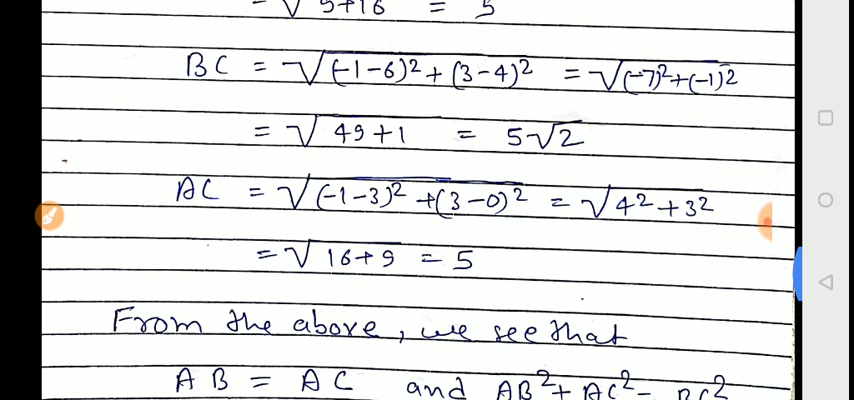 = √9+16 = 5
BC = √(-1-6)²+(3-4)² = √(-7)²+(-1)2
= √49+1 = 5√2
AC = √(-1-3)²+(3-0)² = √4²+3²
= √16+9 = 5
From the above, we see that
AB = AC and AB²+AC²= BC²